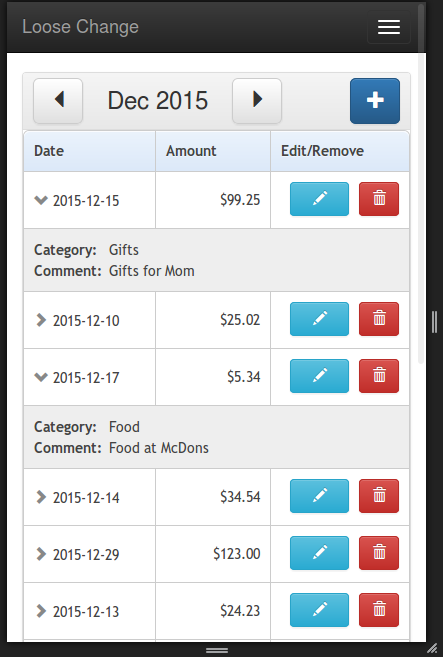 Loose Change
Dec 2015
Date Amount Edit/Remove
2015-12-15 $99.25
Category: Gifts
Comment: Gifts for Mom
2015-12-10 $25.02
2015-12-17 $5.34
Category: Food
Comment: Food at McDons
2015-12-14 $34.54
2015-12-29 $123.00
2015-12-13 $24.23